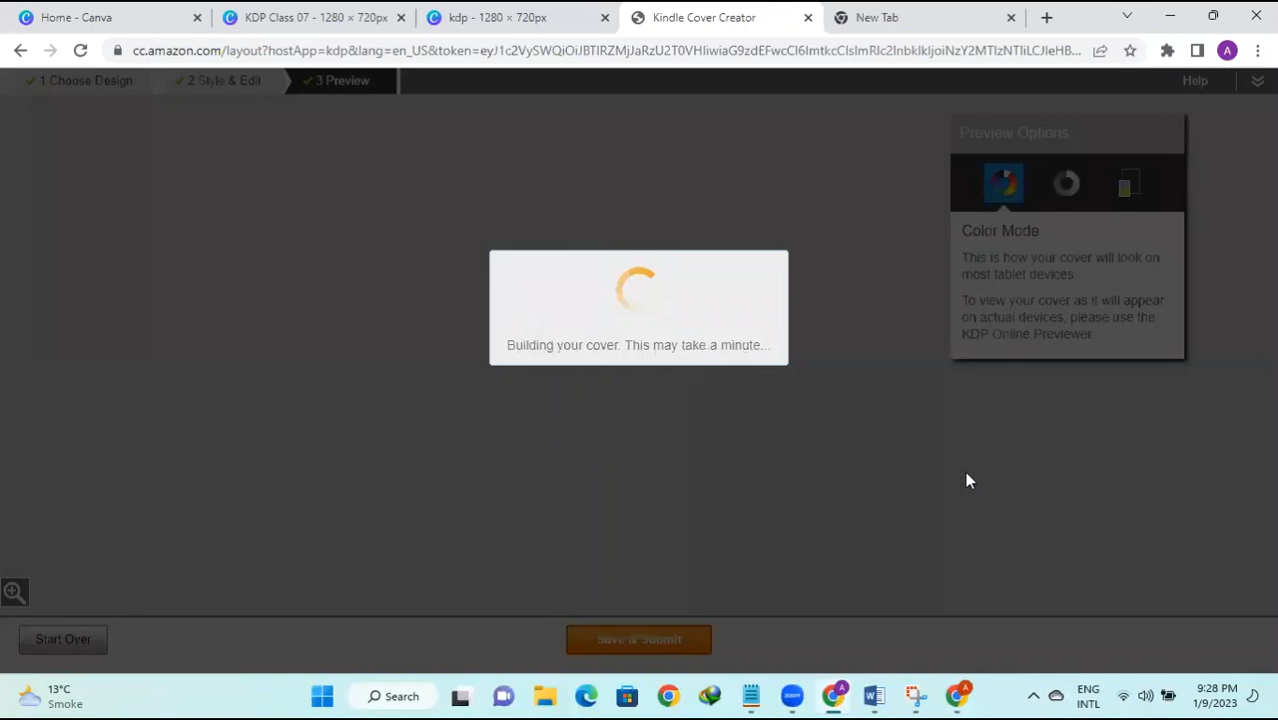 Home - Canva
KDP Class 07 - 1280 × 720px
kdp - 1280 × 720px
Kindle Cover Creator
New Tab
cc.amazon.com/layout?hostApp=kdp&lang=en_US&token=
A
1 Choose Design
2 Style & Edit
3 Preview
Help
Preview Options
Color Mode
This is how your cover will look on
most tablet devices.
To view your cover as it will appear
on actual devices, please use the
KDP Online Previewer.
Building your cover. This may take a minute...
Start Over
Save & Submit
13°C
Smoke
Search
zoom
A
A
ENG
INTL
9:28 PM
1/9/2023